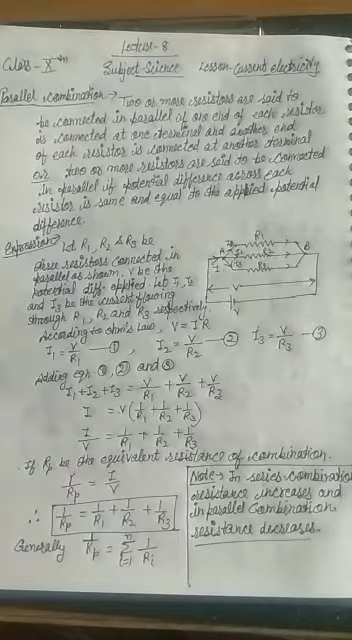 Lecture-8
Class-Xth Subject-Science Lesson-Current electricity
Parallel combination → Two or more resistors are said to
be connected in parallel if one end of each resistor
is connected at one terminal and another end
of each resistor is connected at another terminal
or two or more resistors are said to be connected
in parallel if potential difference across each
resistor is same and equal to the applied potential
difference.
Expression → Let R1, R2 & R3 be
three resistors connected in
parallel as shown. V be the
potential diff. applied. Let I1, I2
and I3 be the current flowing
through R1, R2 and R3 respectively
R1
A I2 B
I R3
V
V
According to ohm's law, V = IR
I1 = V/R1 — ①, I2 = V/R2 — ② I3 = V/R3 — ③
Adding eqn. ①, ② and ③
I1 + I2 + I3 = V/R1 + V/R2 + V/R3
I = V(1/R1 + 1/R2 + 1/R3)
I/V = 1/R1 + 1/R2 + 1/R3
If Rp be the equivalent resistance of combination.
1/Rp = I/V
∴ 1/Rp = 1/R1 + 1/R2 + 1/R3
Generally 1/Rp = n∑i=1 1/Ri
Note → In series combination
resistance increases and
in parallel combination
resistance decreases.